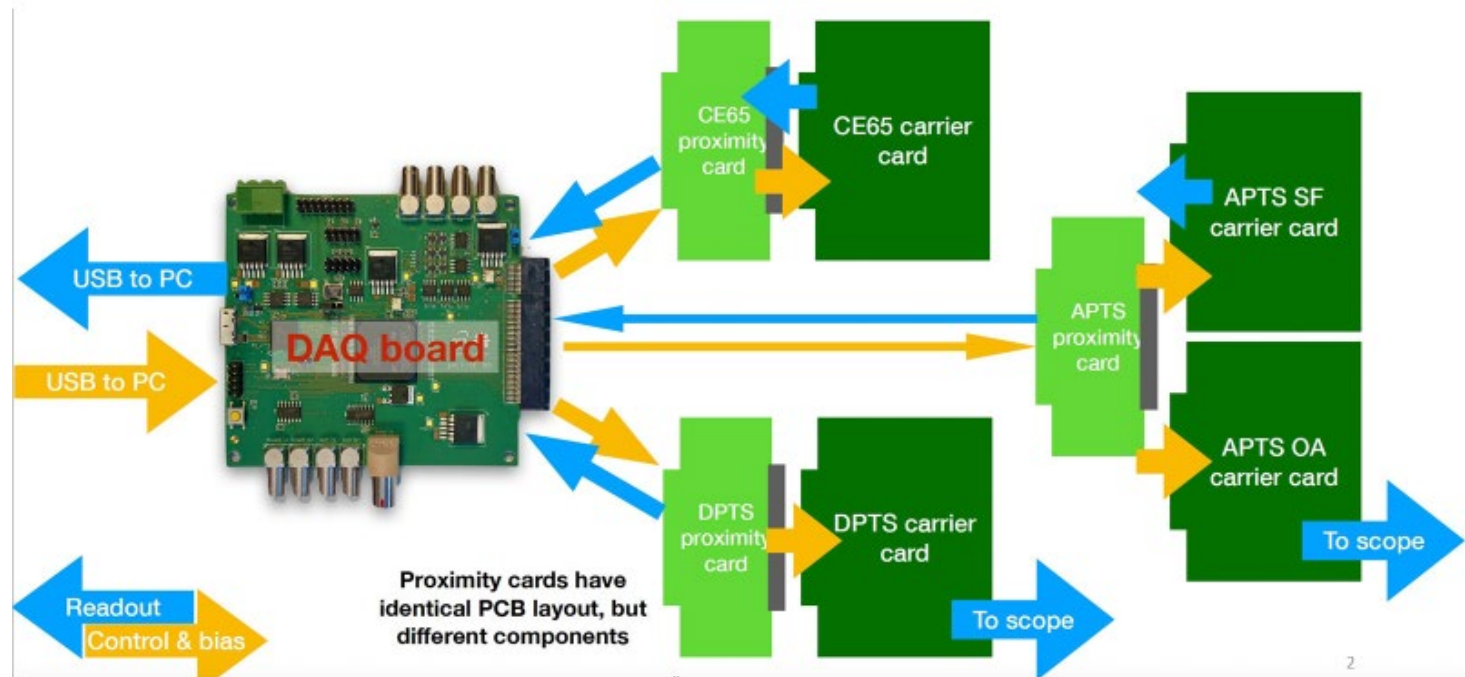 CE65
proximity
card
CE65 carrier
card
APTS SF
carrier card
USB to PC
DAQ board
APTS
proximity
card
USB to PC
APTS OA
carrier card
DPTS
proximity
card
DPTS carrier
card
To scope
Proximity cards have
identical PCB layout, but
different components
Readout
Control & bias
To scope
2